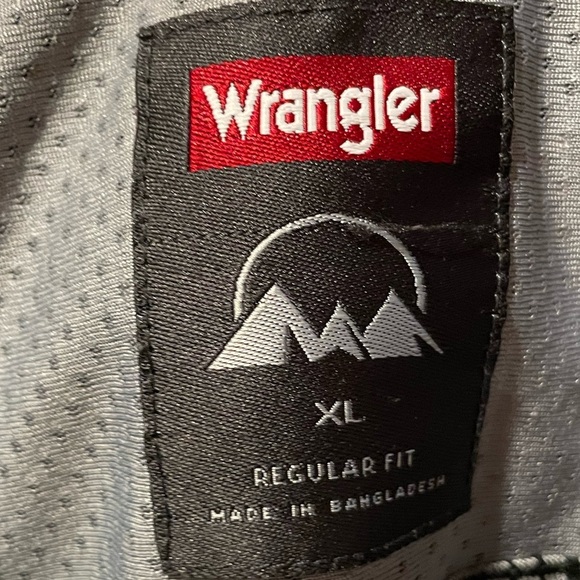 Wrangler
XL
REGULAR FIT
MADE IN BANGLADESH